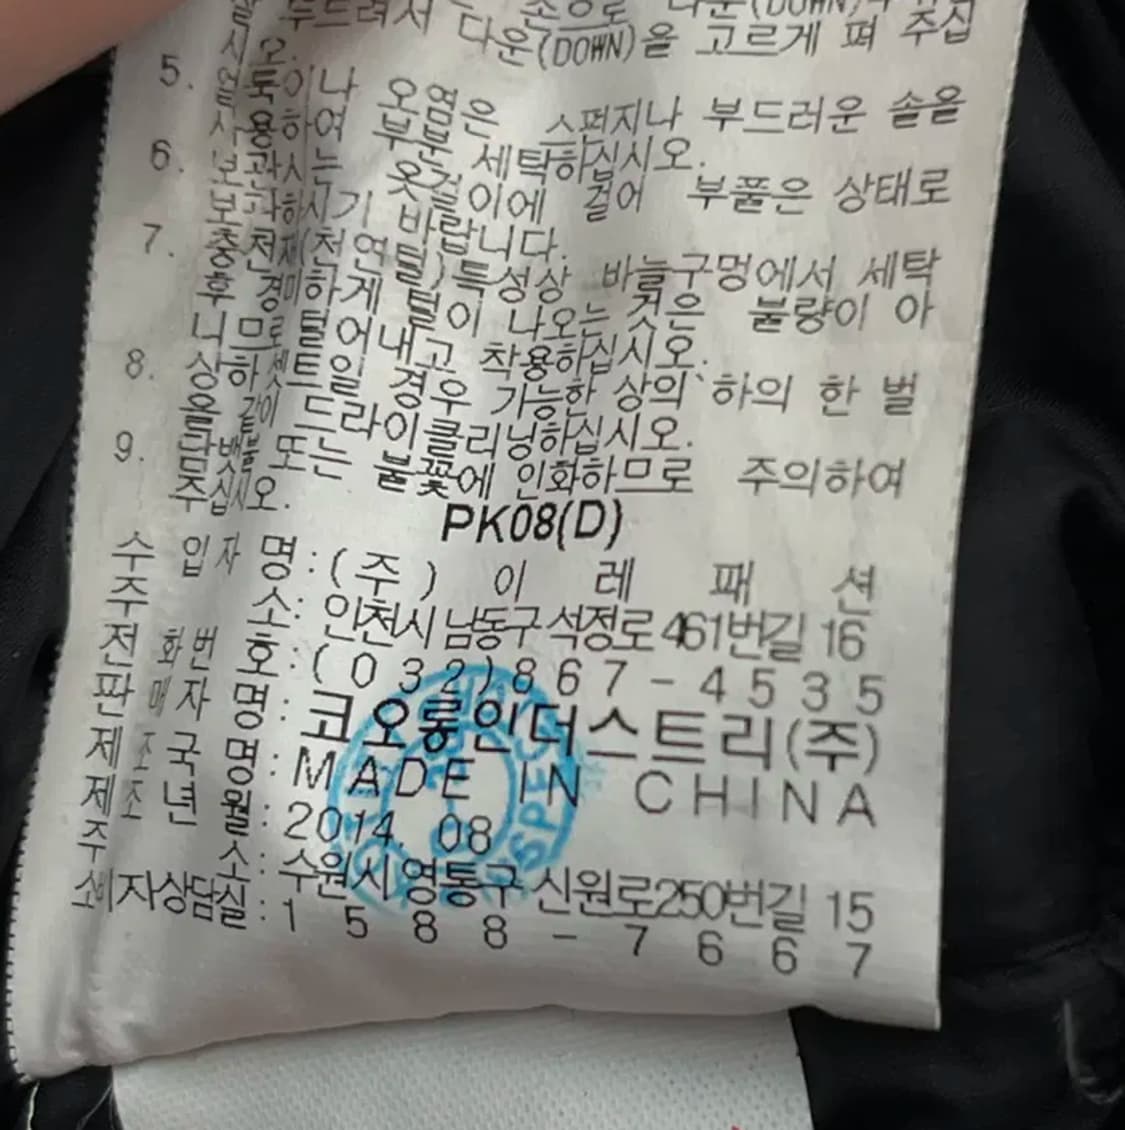 두드려서 손으로 다운(DOWN)
시오. 다운(DOWN)을 고르게 펴 주십
5. 얼룩이나 오염은 스펀지나 부드러운 솔을
사용하여 부분 세탁하십시오.
6. 보관시는 옷걸이에 걸어 부풀은 상태로
보관하시기 바랍니다.
7. 충전재(천연털)특성상 바늘구멍에서 세탁
후 경미하게 털이 나오는 것은 불량이 아
니므로 털어내고 착용하십시오.
8. 상하 셋트일 경우 가능한 상의`하의 한 벌
을 같이 드라이클리닝하십시오.
9. 담배불 또는 불꽃에 인화하므로 주의하여
주십시오.
PK08(D)
수입자명:(주)이레패션
주소:인천시 남동구 석정로 461번길 16
전화번호:(032)867-4535
판매자명:코오롱인더스트리(주)
제조국명:MADE IN CHINA
제조년월:2014. 08
주소:수원시 영통구 신원로250번길 15
소비자상담실:1588-7667